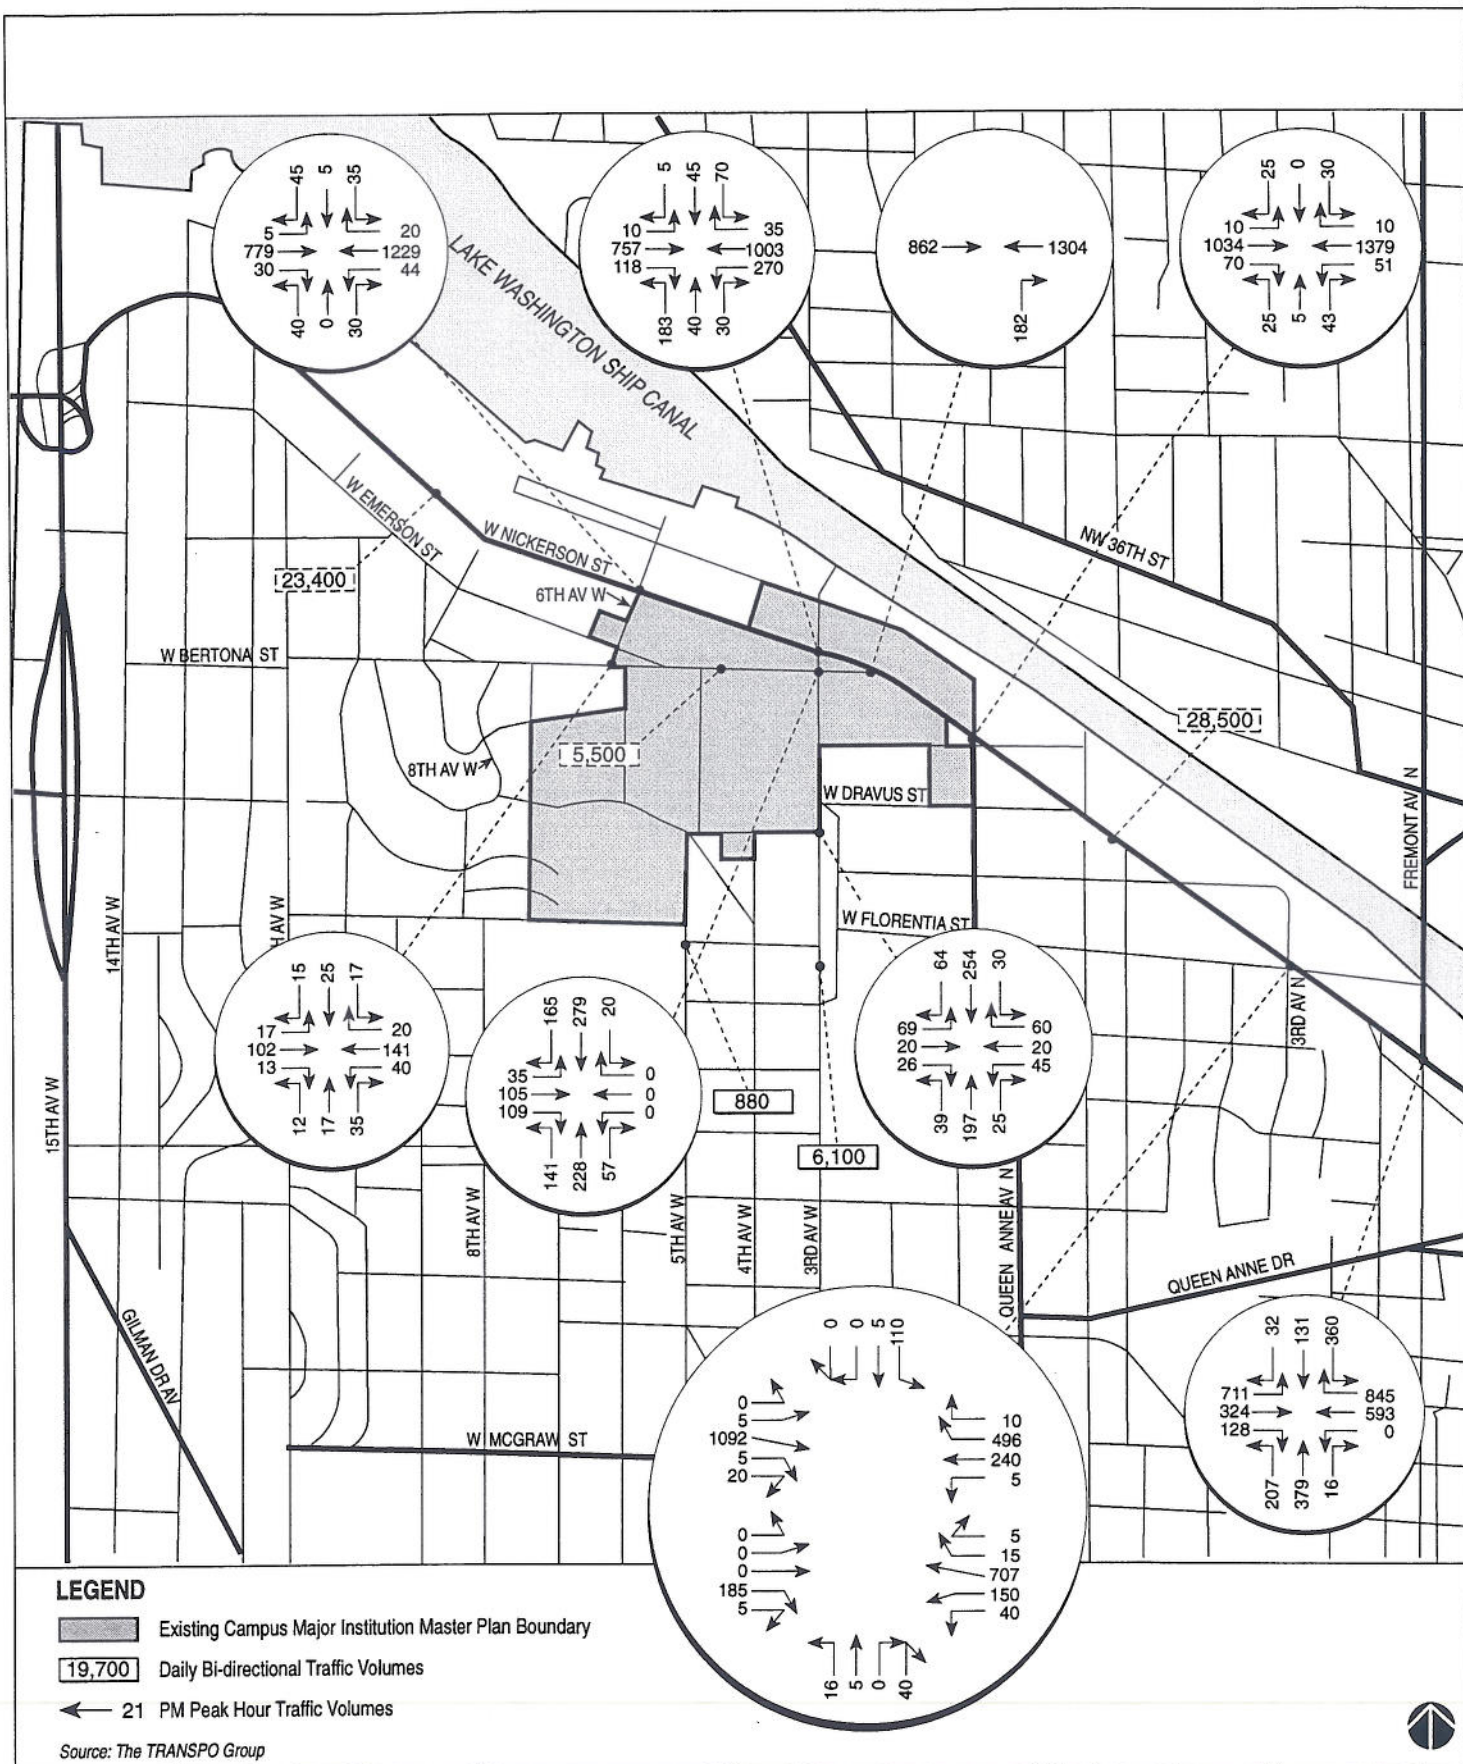 45 5 35
5 20
779 1229
30 44
40 0 30
5 45 70
10 35
757 1003
118 270
183 40 30
862 1304
182
25 0 30
10 10
1034 1379
70 51
25 5 43
LAKE WASHINGTON SHIP CANAL
W EMERSON ST
W NICKERSON ST
NW 36TH ST
23,400
6TH AV W
W BERTONA ST
28,500
5,500
8TH AV W
W DRAVUS ST
FREMONT AV N
14TH AV W
H AV W
W FLORENTIA ST
3RD AV N
15 25 17
17 20
102 141
13 40
12 17 35
165 279 20
35 0
105 0
109 0
141 228 57
64 254 30
69 60
20 20
26 45
39 197 25
880
6,100
15TH AV W
8TH AV W
5TH AV W
4TH AV W
3RD AV W
QUEEN ANNE AV N
QUEEN ANNE DR
GILMAN DR AV
W MCGRAW ST
0 0 5 110
0
5 10
1092 496
5 240
20 5
0 5
0 15
0 707
185 150
5 40
16 5 0 40
32 131 360
711 845
324 593
128 0
207 379 16
LEGEND
Existing Campus Major Institution Master Plan Boundary
19,700 Daily Bi-directional Traffic Volumes
21 PM Peak Hour Traffic Volumes
Source: The TRANSPO Group